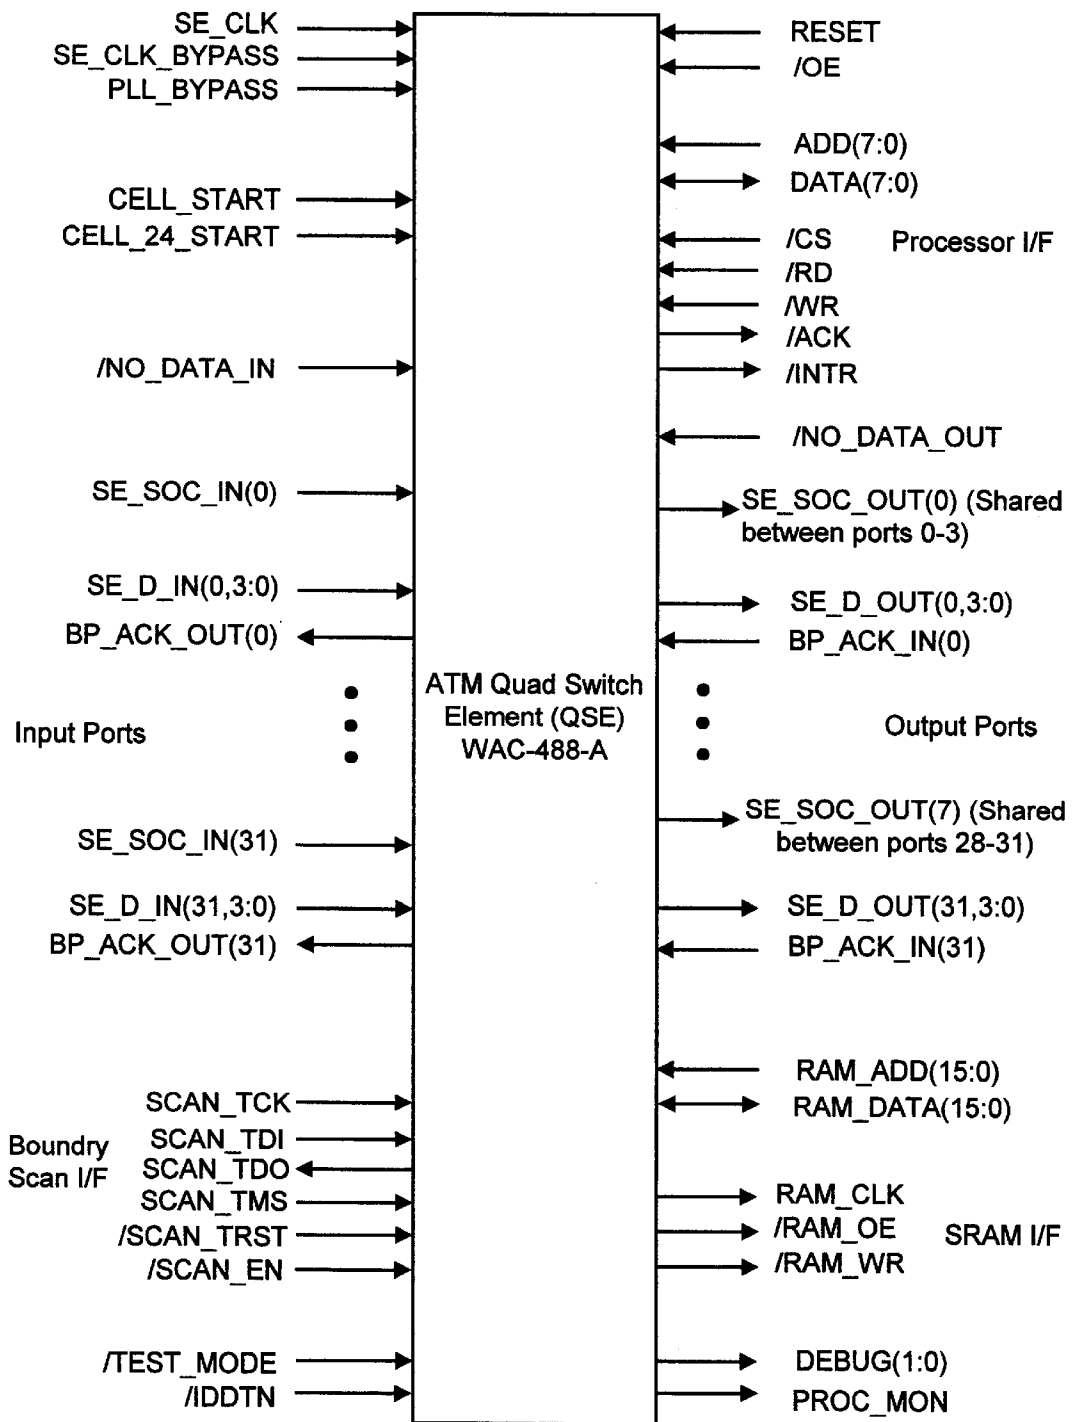 SE_CLK
SE_CLK_BYPASS
PLL_BYPASS
CELL_START
CELL_24_START
/NO_DATA_IN
SE_SOC_IN(0)
SE_D_IN(0,3:0)
BP_ACK_OUT(0)
Input Ports
SE_SOC_IN(31)
SE_D_IN(31,3:0)
BP_ACK_OUT(31)
SCAN_TCK
Boundry
Scan I/F
SCAN_TDI
SCAN_TDO
SCAN_TMS
/SCAN_TRST
/SCAN_EN
/TEST_MODE
/IDDTN
ATM Quad Switch
Element (QSE)
WAC-488-A
RESET
/OE
ADD(7:0)
DATA(7:0)
/CS
Processor I/F
/RD
/WR
/ACK
/INTR
/NO_DATA_OUT
SE_SOC_OUT(0) (Shared
between ports 0-3)
SE_D_OUT(0,3:0)
BP_ACK_IN(0)
Output Ports
SE_SOC_OUT(7) (Shared
between ports 28-31)
SE_D_OUT(31,3:0)
BP_ACK_IN(31)
RAM_ADD(15:0)
RAM_DATA(15:0)
RAM_CLK
/RAM_OE
SRAM I/F
/RAM_WR
DEBUG(1:0)
PROC_MON